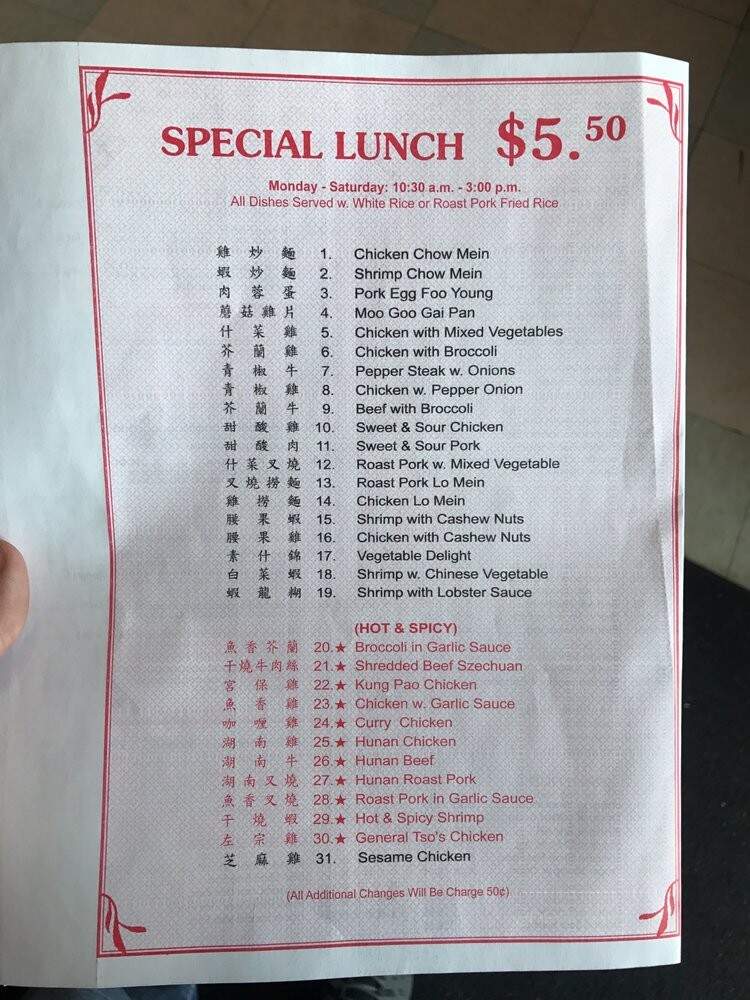 SPECIAL LUNCH $5.50
Monday - Saturday: 10:30 a.m. - 3:00 p.m.
All Dishes Served w. White Rice or Roast Pork Fried Rice
雞炒麵 1. Chicken Chow Mein
蝦炒麵 2. Shrimp Chow Mein
肉蓉蛋 3. Pork Egg Foo Young
蘑菇雞片 4. Moo Goo Gai Pan
什菜雞 5. Chicken with Mixed Vegetables
芥蘭雞 6. Chicken with Broccoli
青椒牛 7. Pepper Steak w. Onions
青椒雞 8. Chicken w. Pepper Onion
芥蘭牛 9. Beef with Broccoli
甜酸雞 10. Sweet & Sour Chicken
甜酸肉 11. Sweet & Sour Pork
什菜叉燒 12. Roast Pork w. Mixed Vegetable
叉燒撈麵 13. Roast Pork Lo Mein
雞撈麵 14. Chicken Lo Mein
腰果蝦 15. Shrimp with Cashew Nuts
腰果雞 16. Chicken with Cashew Nuts
素什錦 17. Vegetable Delight
白菜蝦 18. Shrimp w. Chinese Vegetable
蝦龍糊 19. Shrimp with Lobster Sauce
(HOT & SPICY)
魚香芥蘭 20.★ Broccoli in Garlic Sauce
干燒牛肉絲 21.★ Shredded Beef Szechuan
宮保雞 22.★ Kung Pao Chicken
魚香雞 23.★ Chicken w. Garlic Sauce
咖喱雞 24.★ Curry Chicken
湖南雞 25.★ Hunan Chicken
湖南牛 26.★ Hunan Beef
湖南叉燒 27.★ Hunan Roast Pork
魚香叉燒 28.★ Roast Pork in Garlic Sauce
干燒蝦 29.★ Hot & Spicy Shrimp
左宗雞 30.★ General Tso's Chicken
芝麻雞 31. Sesame Chicken
(All Additional Changes Will Be Charge 50¢)